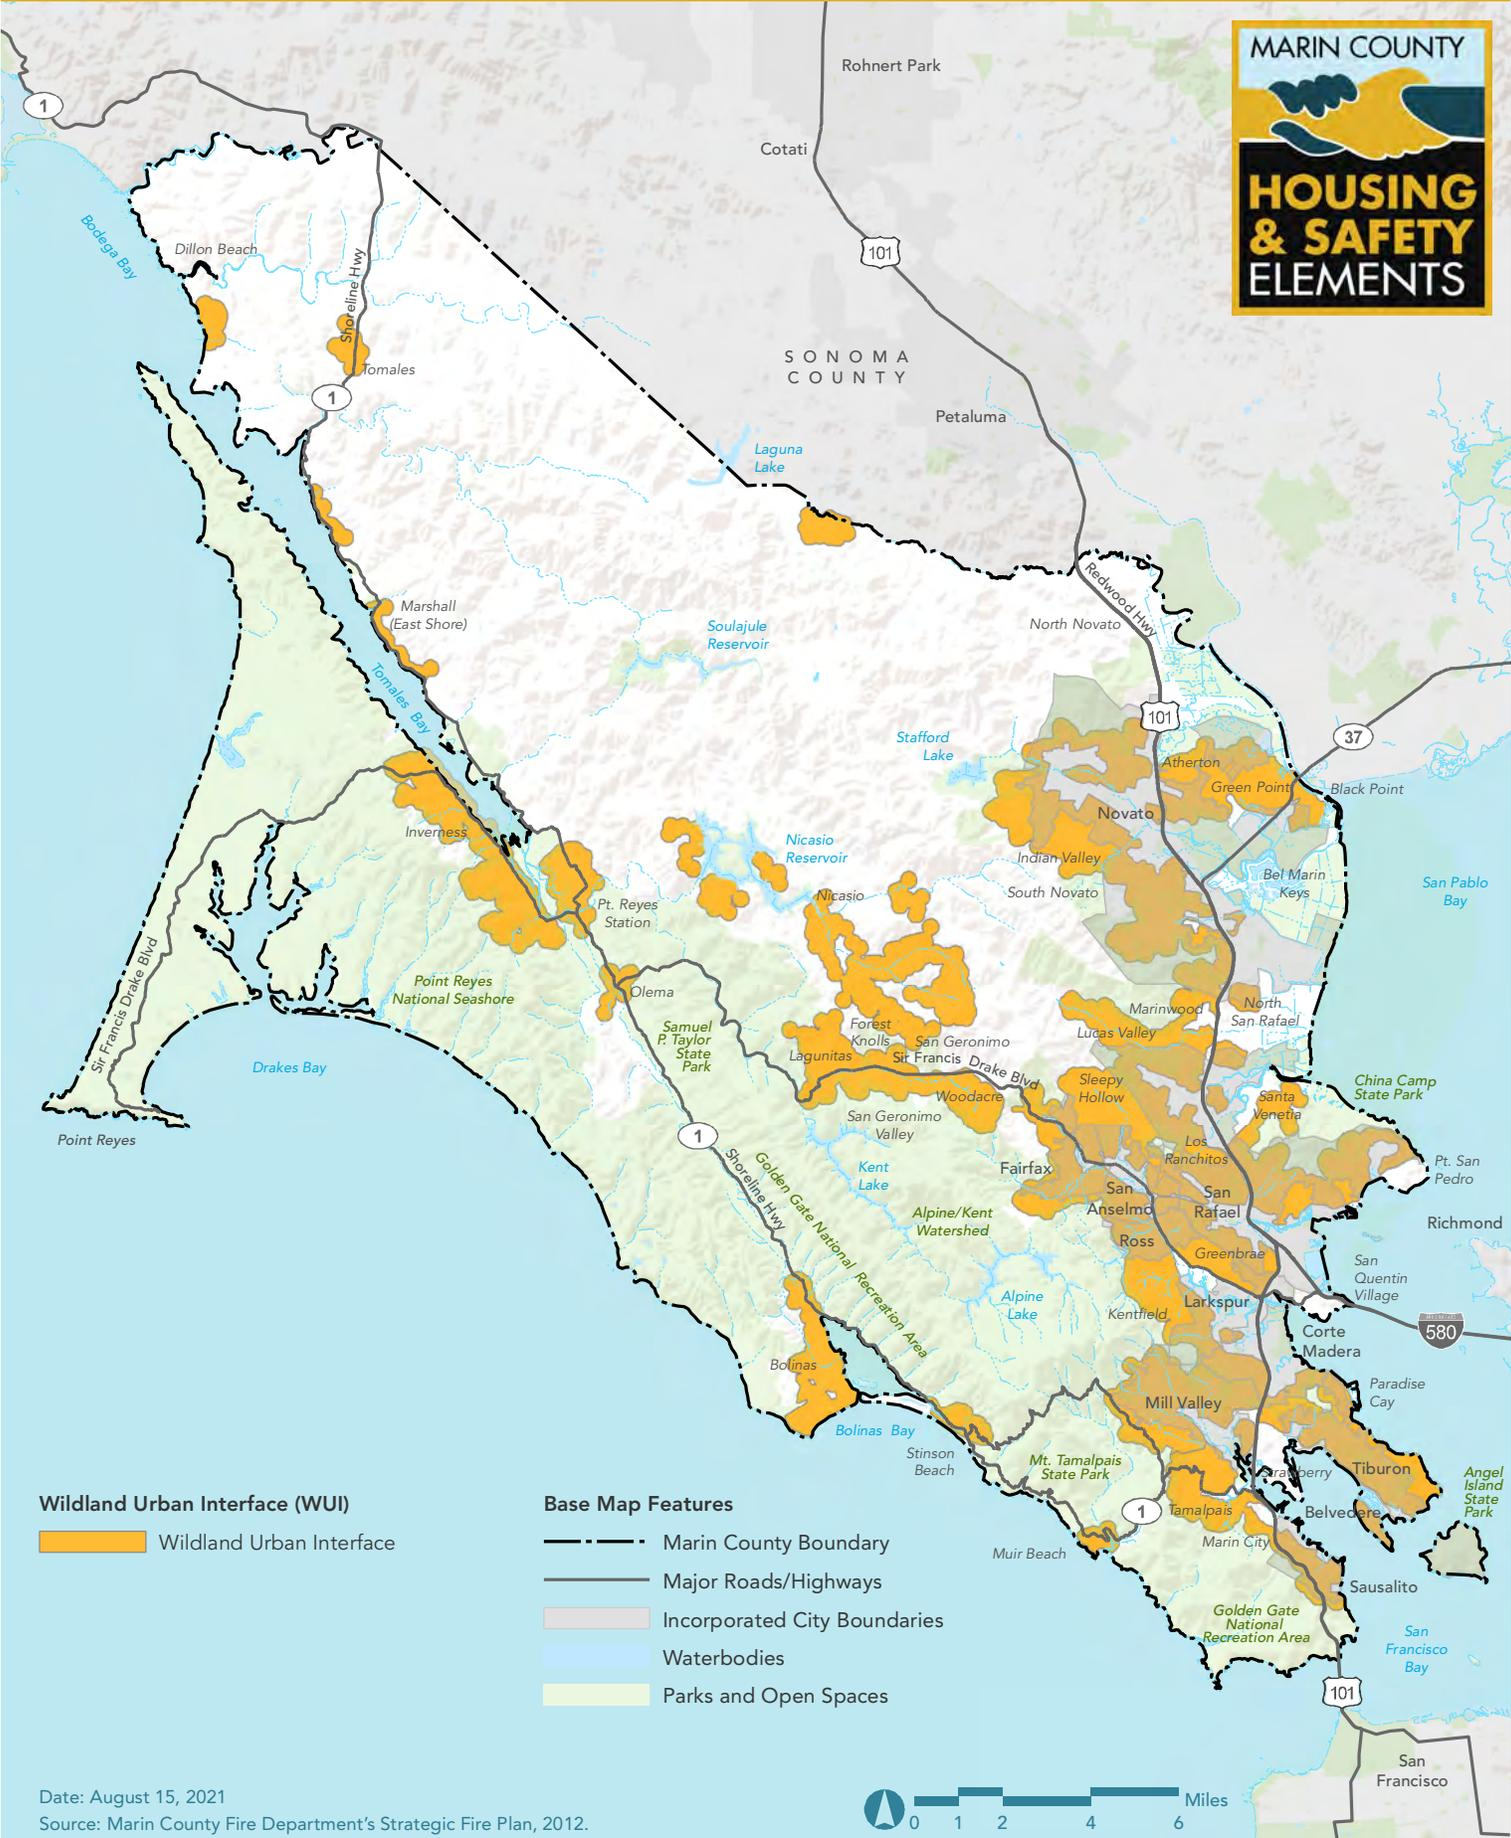 MARIN COUNTY
HOUSING
& SAFETY
ELEMENTS
Rohnert Park
1
Cotati
101
Bodega Bay
Dillon Beach
Shoreline Hwy
SONOMA
COUNTY
Tomales
1
Petaluma
Laguna
Lake
Redwood Hwy
Marshall
(East Shore)
North Novato
Soulajule
Reservoir
Tomales Bay
101
37
Stafford
Lake
Atherton
Green Point
Black Point
Novato
Inverness
Nicasio
Reservoir
Indian Valley
South Novato
Bel Marin
Keys
San Pablo
Bay
Nicasio
Pt. Reyes
Station
Sir Francis Drake Blvd
Point Reyes
National Seashore
Olema
Marinwood
North
San Rafael
Lucas Valley
Forest
Knolls
San Geronimo
Samuel
P. Taylor
State
Park
Lagunitas
Sir Francis Drake Blvd
Drakes Bay
Sleepy
Hollow
China Camp
State Park
Woodacre
Santa
Venetia
San Geronimo
Valley
Point Reyes
1
Los
Ranchitos
Fairfax
Kent
Lake
Pt. San
Pedro
Shoreline Hwy
Golden Gate National Recreation Area
San
Anselmo
San
Rafael
Alpine/Kent
Watershed
Richmond
Ross
Greenbrae
San
Quentin
Village
Alpine
Lake
Larkspur
Kentfield
580
Corte
Madera
Bolinas
Paradise
Cay
Mill Valley
Bolinas Bay
Stinson
Beach
Mt. Tamalpais
State Park
Strawberry
Tiburon
Angel
Island
State
Park
1
Tamalpais
Belvedere
Marin City
Muir Beach
Sausalito
Golden Gate
National
Recreation Area
San
Francisco
Bay
101
San
Francisco
Wildland Urban Interface (WUI)
Wildland Urban Interface
Base Map Features
Marin County Boundary
Major Roads/Highways
Incorporated City Boundaries
Waterbodies
Parks and Open Spaces
Date: August 15, 2021
Source: Marin County Fire Department's Strategic Fire Plan, 2012.
Miles
0 1 2 4 6